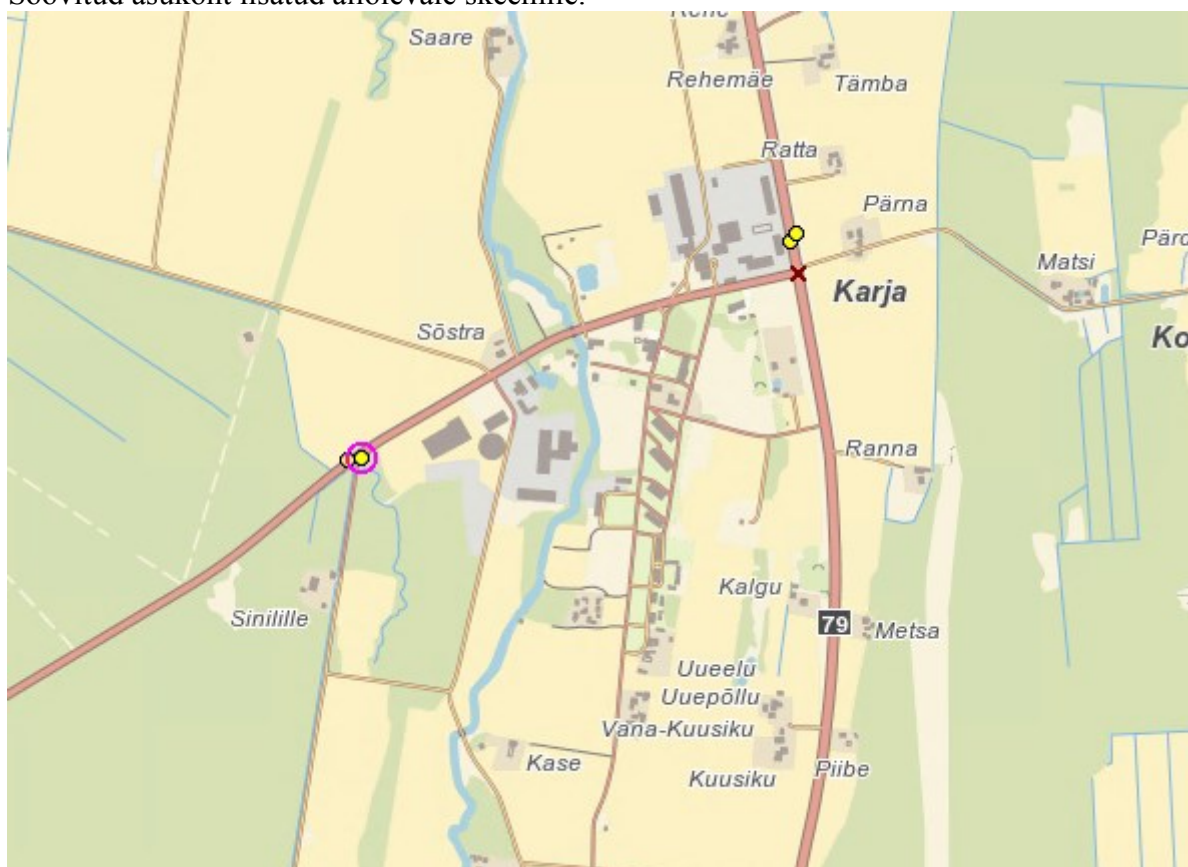 Soovitud asukoht lisatud allolevale skeemile.
Saare
Rehe
Rehemäe
Tämba
Ratta
Pärna
Matsi
Karja
Sõstra
Ranna
Sinilille
Kalgu
79
Metsa
Uueelu
Uuepõllu
Vana-Kuusiku
Kase
Kuusiku
Piibe